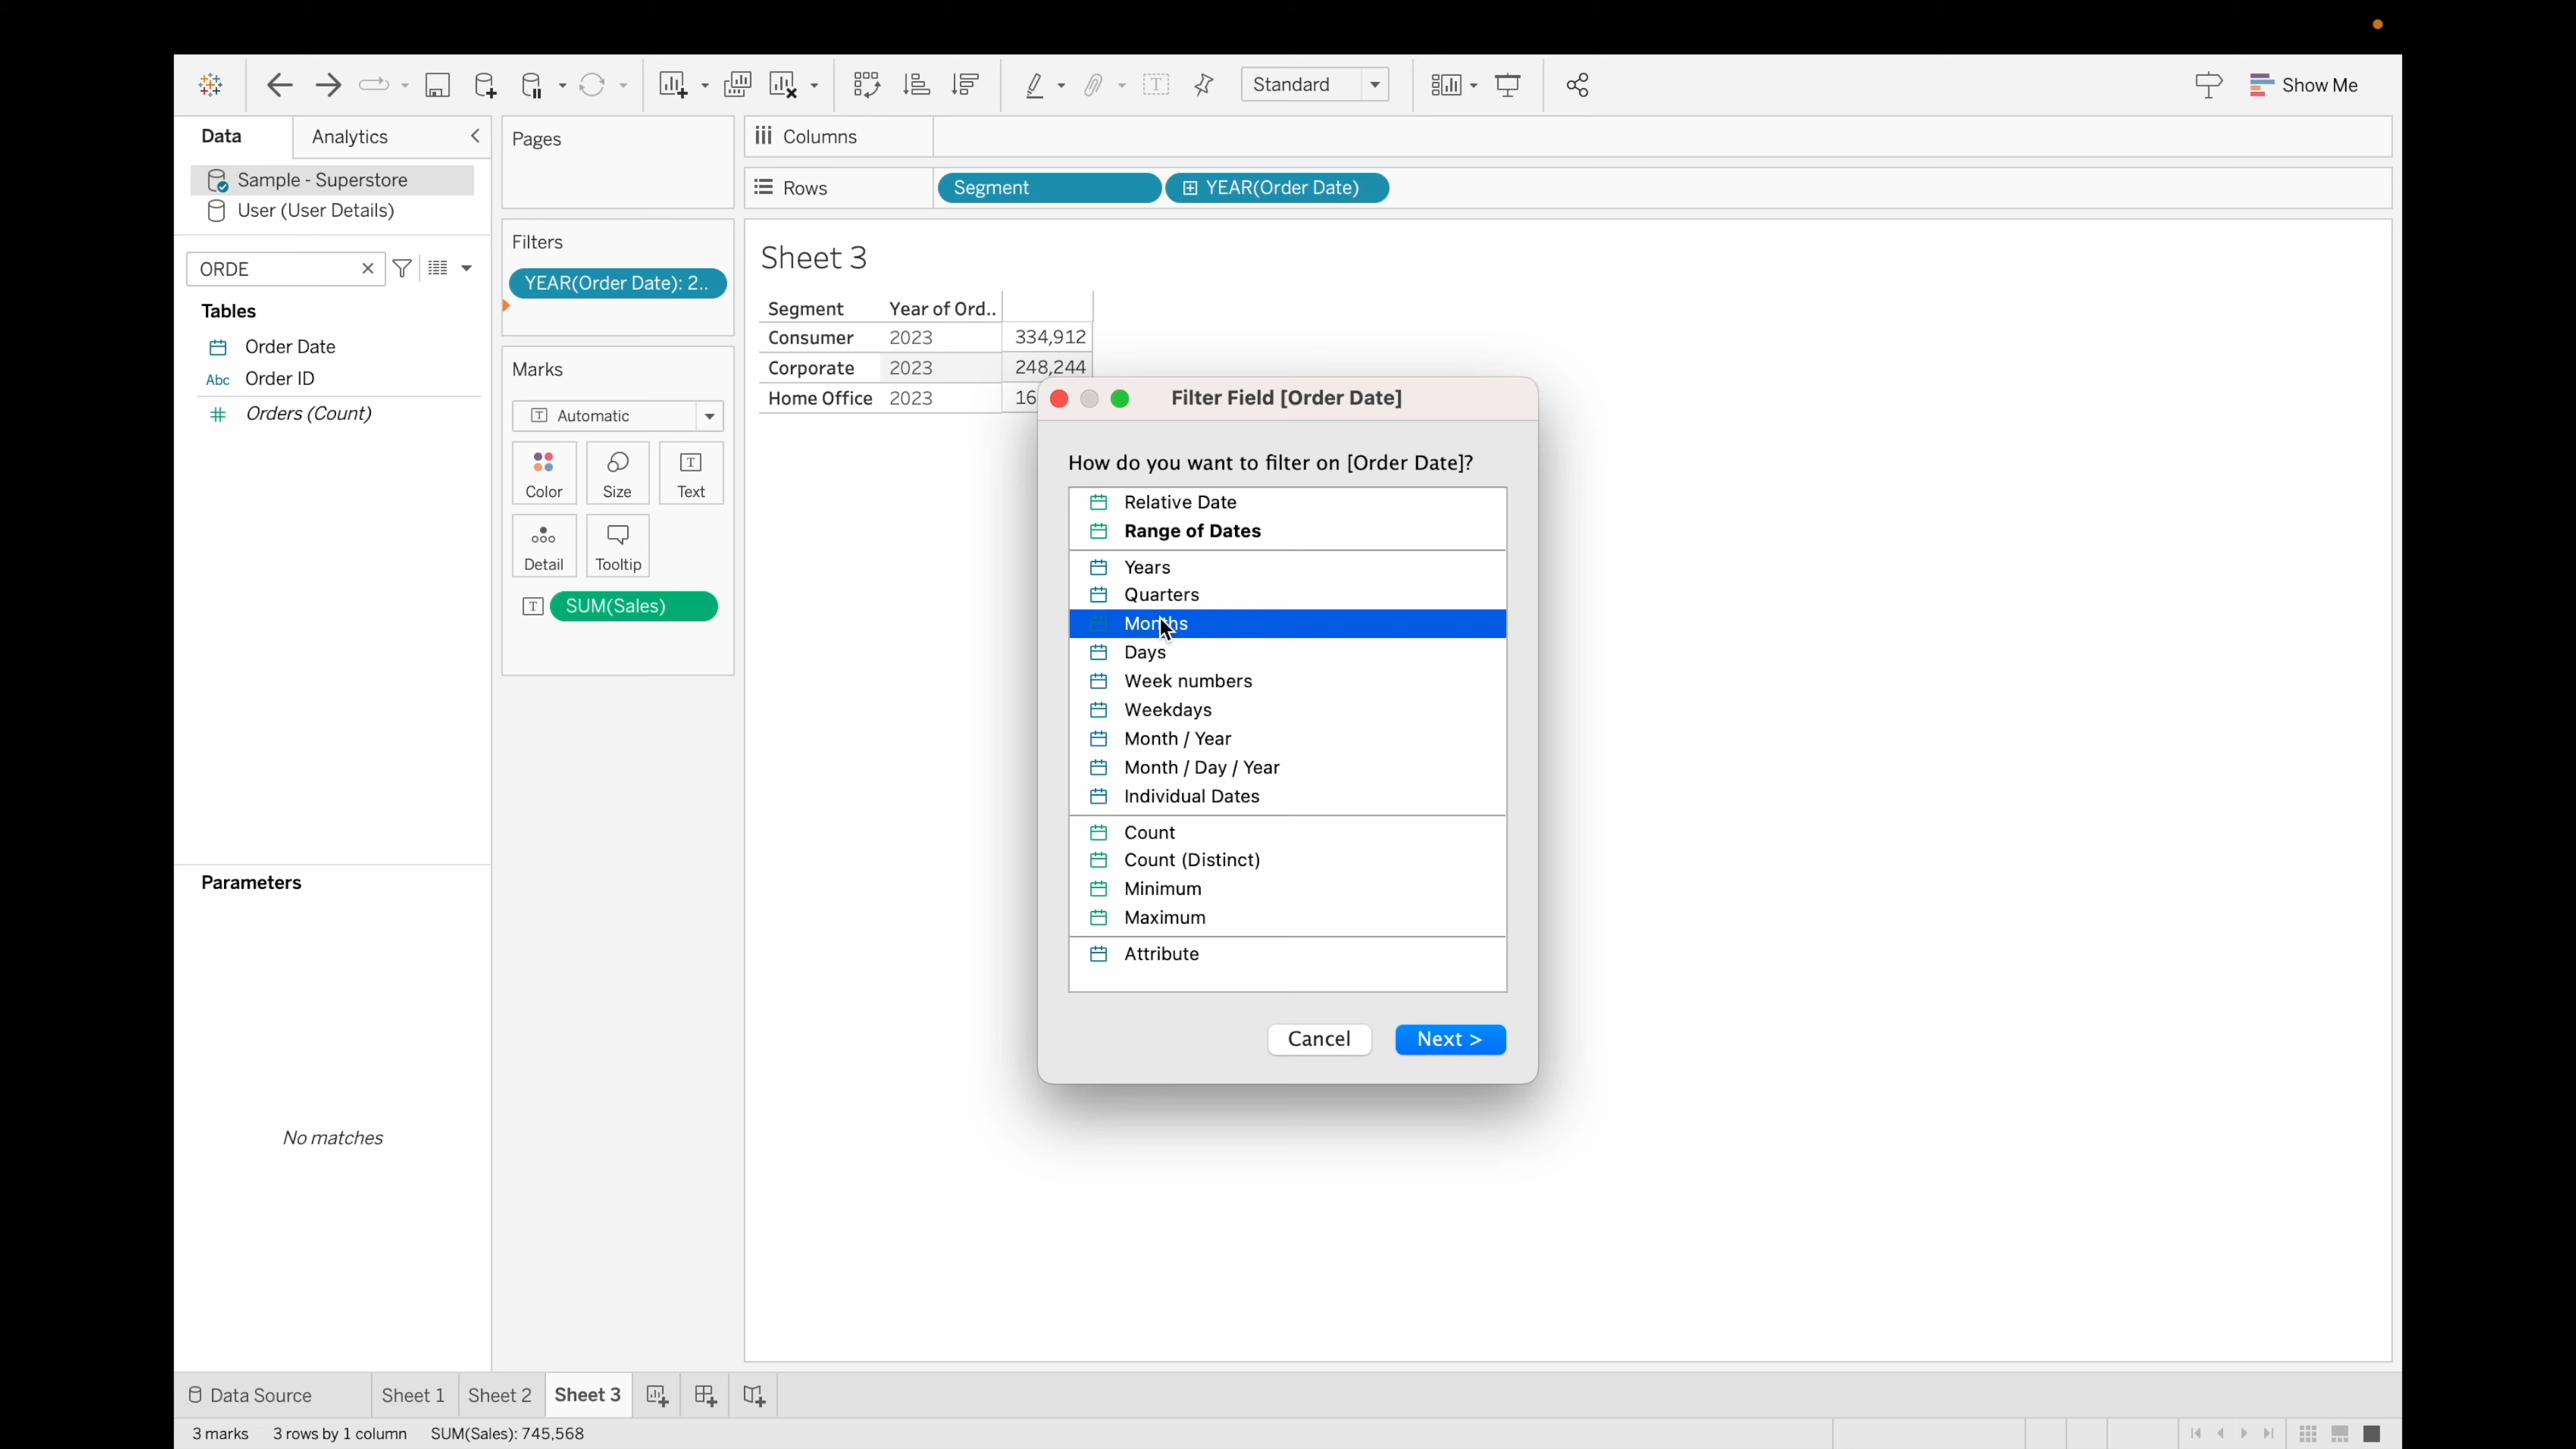 Standard
Show Me
Data
Analytics
Pages
Columns
Sample - Superstore
Rows
Segment
YEAR(Order Date)
User (User Details)
Filters
Sheet 3
ORDE
YEAR(Order Date): 2..
Tables
Segment Year of Ord..
Consumer 2023 334,912
Order Date
Corporate 2023 248,244
Marks
Abc Order ID
Home Office 2023 16
Orders (Count)
Automatic
Color Size Text
Detail Tooltip
SUM(Sales)
Filter Field [Order Date]
How do you want to filter on [Order Date]?
Relative Date
Range of Dates
Years
Quarters
Months
Days
Week numbers
Weekdays
Month / Year
Month / Day / Year
Individual Dates
Count
Count (Distinct)
Minimum
Maximum
Attribute
Cancel
Next >
Parameters
No matches
Data Source
Sheet 1
Sheet 2
Sheet 3
3 marks 3 rows by 1 column SUM(Sales): 745,568